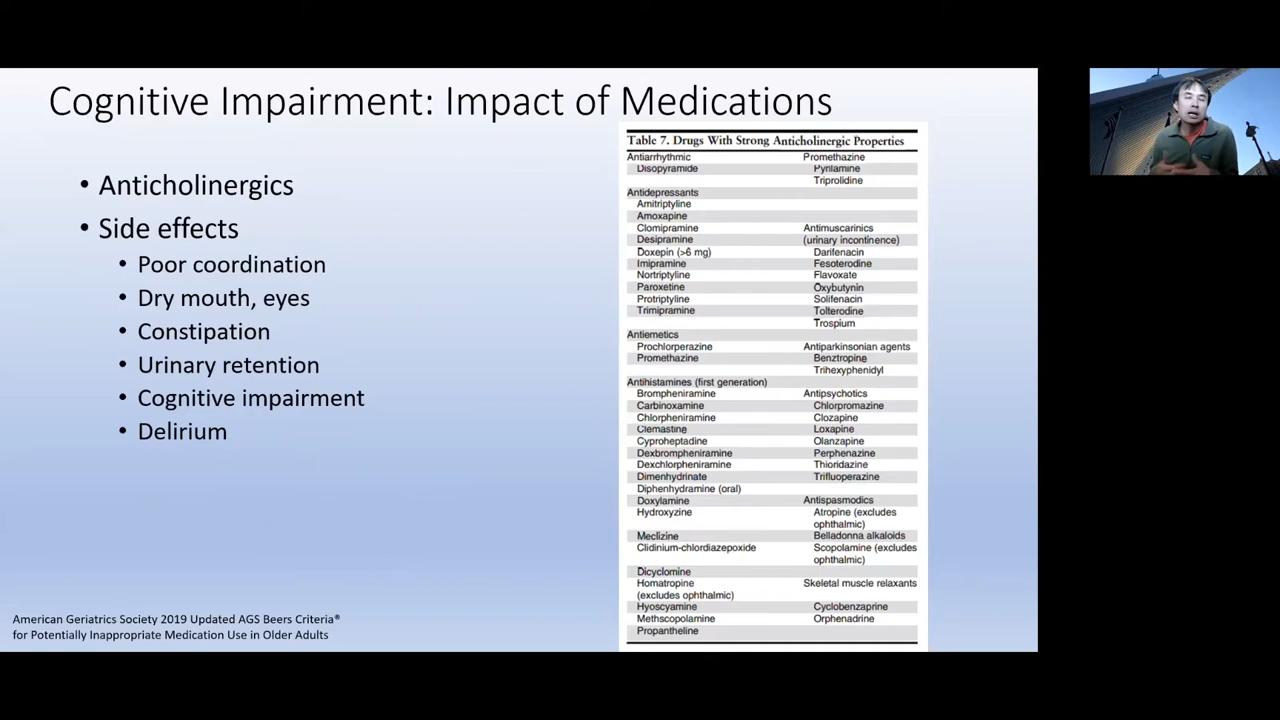 Cognitive Impairment: Impact of Medications
• Anticholinergics
• Side effects
• Poor coordination
• Dry mouth, eyes
• Constipation
• Urinary retention
• Cognitive impairment
• Delirium
American Geriatrics Society 2019 Updated AGS Beers Criteria®
for Potentially Inappropriate Medication Use in Older Adults
Table 7. Drugs With Strong Anticholinergic Properties
Antiarrhythmic
Disopyramide
Antidepressants
Amitriptyline
Amoxapine
Clomipramine
Desipramine
Doxepin (>6 mg)
Imipramine
Nortriptyline
Paroxetine
Protriptyline
Trimipramine
Antiemetics
Prochlorperazine
Promethazine
Antihistamines (first generation)
Brompheniramine
Carbinoxamine
Chlorpheniramine
Clemastine
Cyproheptadine
Dexbrompheniramine
Dexchlorpheniramine
Dimenhydrinate
Diphenhydramine (oral)
Doxylamine
Hydroxyzine
Meclizine
Clidinium-chlordiazepoxide
Dicyclomine
Homatropine
(excludes ophthalmic)
Hyoscyamine
Methscopolamine
Propantheline
Promethazine
Pyrilamine
Triprolidine
Antimuscarinics
(urinary incontinence)
Darifenacin
Fesoterodine
Flavoxate
Oxybutynin
Solifenacin
Tolterodine
Trospium
Antiparkinsonian agents
Benztropine
Trihexyphenidyl
Antipsychotics
Chlorpromazine
Clozapine
Loxapine
Olanzapine
Perphenazine
Thioridazine
Trifluoperazine
Antispasmodics
Atropine (excludes
ophthalmic)
Belladonna alkaloids
Scopolamine (excludes
ophthalmic)
Skeletal muscle relaxants
Cyclobenzaprine
Orphenadrine